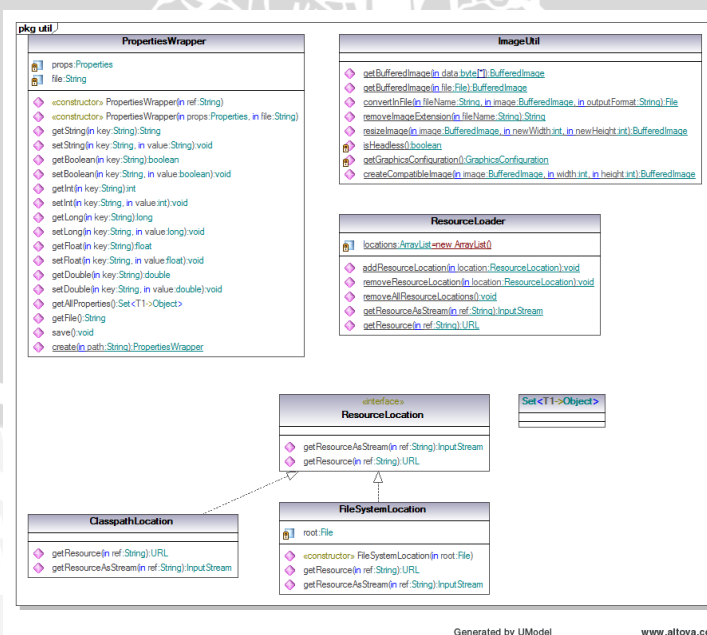 pkg util
PropertiesWrapper
props:Properties
file:String
«constructor» PropertiesWrapper(in ref:String)
«constructor» PropertiesWrapper(in props:Properties, in file:String)
getString(in key:String):String
setString(in key:String, in value:String):void
getBoolean(in key:String):boolean
setBoolean(in key:String, in value:boolean):void
getInt(in key:String):int
setInt(in key:String, in value:int):void
getLong(in key:String):long
setLong(in key:String, in value:long):void
getFloat(in key:String):float
setFloat(in key:String, in value:float):void
getDouble(in key:String):double
setDouble(in key:String, in value:double):void
getAllProperties():Set<T1->Object>
getFile():String
save():void
create(in path:String):PropertiesWrapper
ImageUtil
getBufferedImage(in data:byte[*]):BufferedImage
getBufferedImage(in file:File):BufferedImage
convertInFile(in fileName:String, in image:BufferedImage, in outputFormat:String):File
removeImageExtension(in fileName:String):String
resizeImage(in image:BufferedImage, in newWidth:int, in newHeight:int):BufferedImage
isHeadless():boolean
getGraphicsConfiguration():GraphicsConfiguration
createCompatibleImage(in image:BufferedImage, in width:int, in height:int):BufferedImage
ResourceLoader
locations:ArrayList=new ArrayList()
addResourceLocation(in location:ResourceLocation):void
removeResourceLocation(in location:ResourceLocation):void
removeAllResourceLocations():void
getResourceAsStream(in ref:String):InputStream
getResource(in ref:String):URL
«interface»
ResourceLocation
getResourceAsStream(in ref:String):InputStream
getResource(in ref:String):URL
Set<T1->Object>
ClasspathLocation
getResource(in ref:String):URL
getResourceAsStream(in ref:String):InputStream
FileSystemLocation
root:File
«constructor» FileSystemLocation(in root:File)
getResource(in ref:String):URL
getResourceAsStream(in ref:String):InputStream
Generated by UModel
www.altova.co